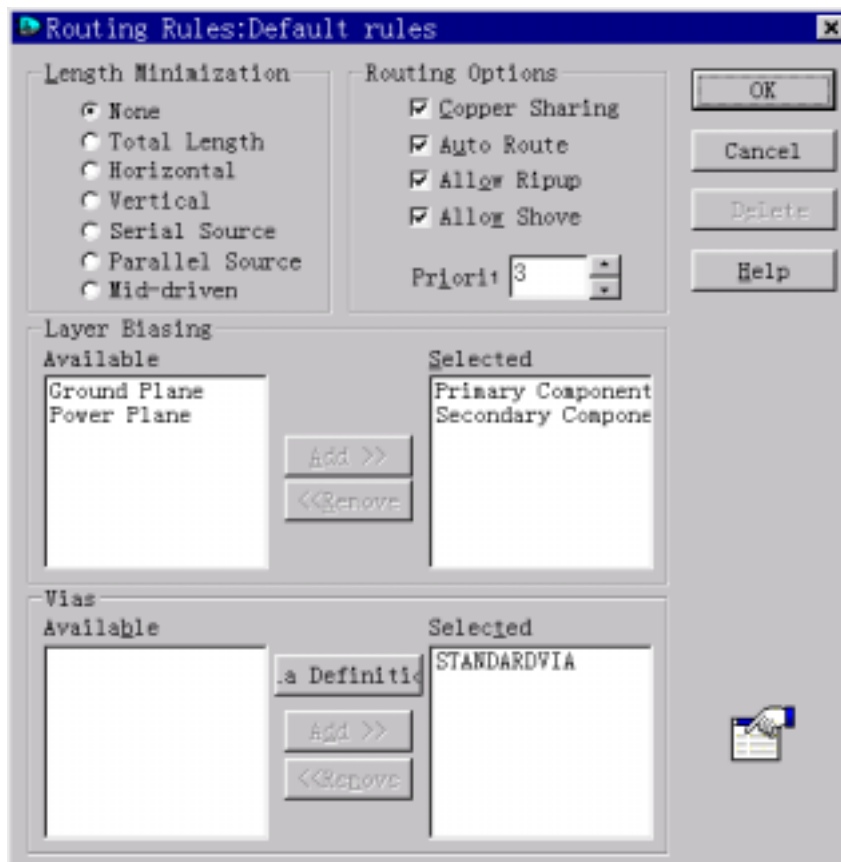 Routing Rules:Default rules
Length Minimization
None
Total Length
Horizontal
Vertical
Serial Source
Parallel Source
Mid-driven
Routing Options
Copper Sharing
Auto Route
Allow Ripup
Allow Shove
Priorit 3
OK
Cancel
Delete
Help
Layer Biasing
Available
Ground Plane
Power Plane
Add >>
<<Remove
Selected
Primary Component
Secondary Compone
Vias
Available
.a Definiti
Add >>
<<Remove
Selected
STANDARDVIA